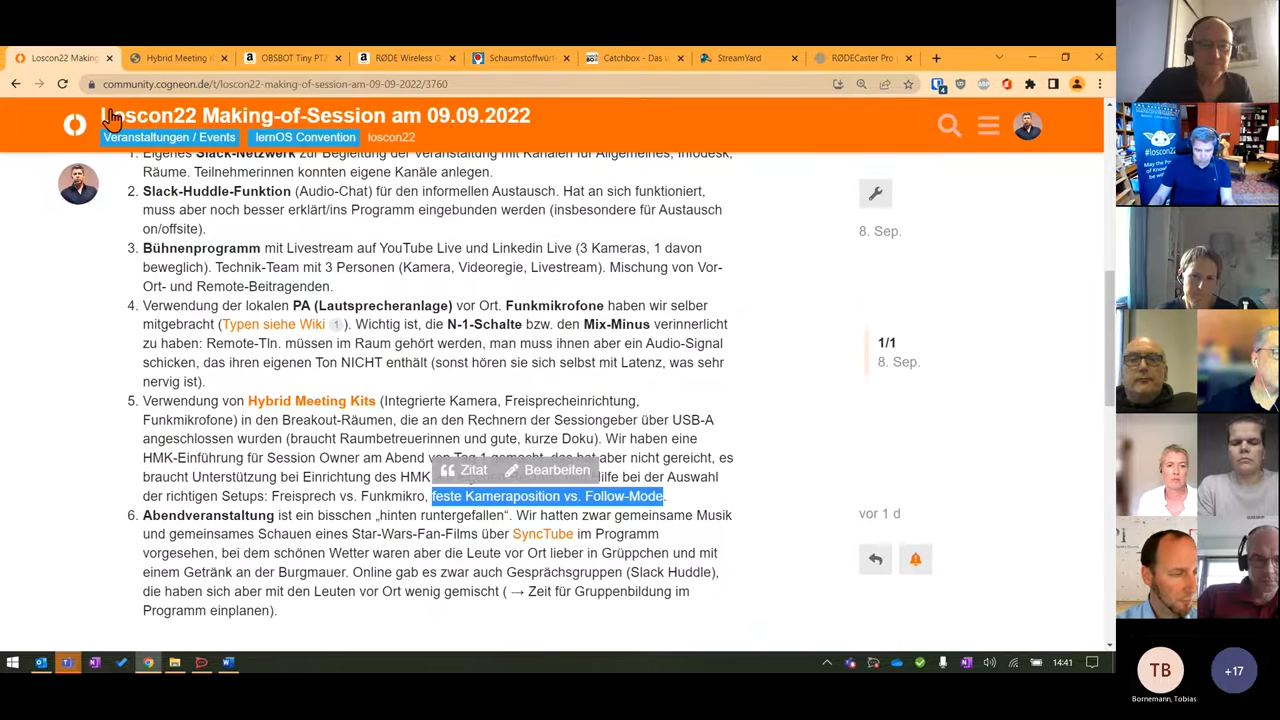 Loscon22 Making
Hybrid Meeting K
OBSBOT Tiny PTZ
RØDE Wireless G
Schaumstoffwürf
Catchbox - Das
StreamYard
RØDECaster Pro
community.cogneon.de/t/loscon22-making-of-session-am-09-09-2022/3760
Loscon22 Making-of-Session am 09.09.2022
Veranstaltungen / Events
lernOS Convention
loscon22
1. Eigenes Slack-Netzwerk zur Begleitung der Veranstaltung mit Kanälen für Allgemeines, Infodesk,
Räume. Teilnehmerinnen konnten eigene Kanäle anlegen.
2. Slack-Huddle-Funktion (Audio-Chat) für den informellen Austausch. Hat an sich funktioniert,
muss aber noch besser erklärt/ins Programm eingebunden werden (insbesondere für Austausch
on/offsite).
3. Bühnenprogramm mit Livestream auf YouTube Live und Linkedin Live (3 Kameras, 1 davon
beweglich). Technik-Team mit 3 Personen (Kamera, Videoregie, Livestream). Mischung von Vor-
Ort- und Remote-Beitragenden.
4. Verwendung der lokalen PA (Lautsprecheranlage) vor Ort. Funkmikrofone haben wir selber
mitgebracht (Typen siehe Wiki 1 ). Wichtig ist, die N-1-Schalte bzw. den Mix-Minus verinnerlicht
zu haben: Remote-Tln. müssen im Raum gehört werden, man muss ihnen aber ein Audio-Signal
schicken, das ihren eigenen Ton NICHT enthält (sonst hören sie sich selbst mit Latenz, was sehr
nervig ist).
5. Verwendung von Hybrid Meeting Kits (Integrierte Kamera, Freisprecheinrichtung,
Funkmikrofone) in den Breakout-Räumen, die an den Rechnern der Sessiongeber über USB-A
angeschlossen wurden (braucht Raumbetreuerinnen und gute, kurze Doku). Wir haben eine
HMK-Einführung für Session Owner am Abend von Tag 1 gemacht, das hat aber nicht gereicht, es
Zitat
Bearbeiten
braucht Unterstützung bei Einrichtung des HMK Hilfe bei der Auswahl
der richtigen Setups: Freisprech vs. Funkmikro, feste Kameraposition vs. Follow-Mode.
6. Abendveranstaltung ist ein bisschen „hinten runtergefallen“. Wir hatten zwar gemeinsame Musik
und gemeinsames Schauen eines Star-Wars-Fan-Films über SyncTube im Programm
vorgesehen, bei dem schönen Wetter waren aber die Leute vor Ort lieber in Grüppchen und mit
einem Getränk an der Burgmauer. Online gab es zwar auch Gesprächsgruppen (Slack Huddle),
die haben sich aber mit den Leuten vor Ort wenig gemischt ( → Zeit für Gruppenbildung im
Programm einplanen).
8. Sep.
1/1
8. Sep.
vor 1 d
14:41
#loscon22
May the
TB
Bornemann, Tobias
+17